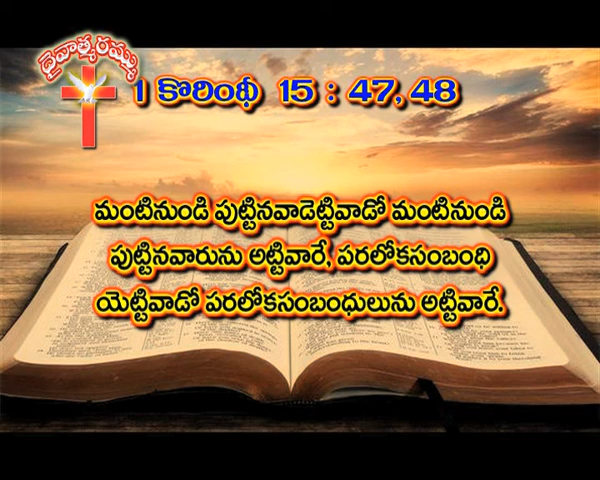 దైవాత్మరమ్ము
1 కొరింథీ 15 : 47, 48
మంటినుండి పుట్టినవాడెట్టివాడో మంటినుండి
పుట్టినవారును అట్టివారే, పరలోకసంబంధి
యెట్టివాడో పరలోకసంబంధులును అట్టివారే.